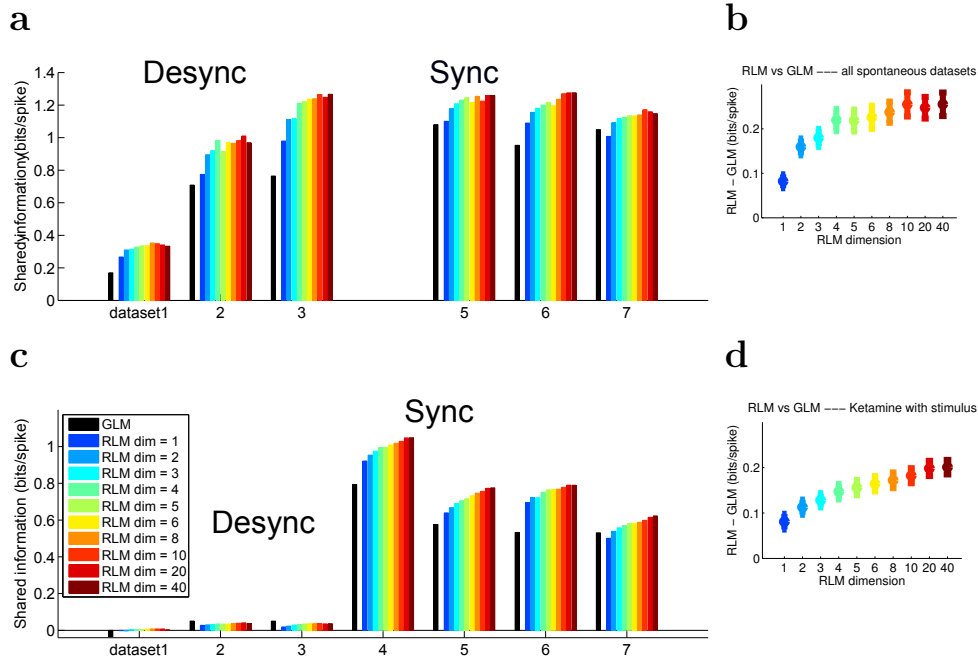 a
Desync
Sync
Sharedyinformationy(bits/spike)
1.4
1.2
1
0.8
0.6
0.4
0.2
0
dataset1
2
3
5
6
7
b
RLM vs GLM −−− all spontaneous datasets
RLM − GLM (bits/spike)
0.2
0.1
0
1 2 3 4 5 6 8 10 20 40
RLM dimension
c
Sync
Desync
Shared information (bits/spike)
1
0.8
0.6
0.4
0.2
0
GLM
RLM dim = 1
RLM dim = 2
RLM dim = 3
RLM dim = 4
RLM dim = 5
RLM dim = 6
RLM dim = 8
RLM dim = 10
RLM dim = 20
RLM dim = 40
dataset1
2
3
4
5
6
7
d
RLM vs GLM −−− Ketamine with stimulus
RLM − GLM (bits/spike)
0.2
0.1
0
1 2 3 4 5 6 8 10 20 40
RLM dimension